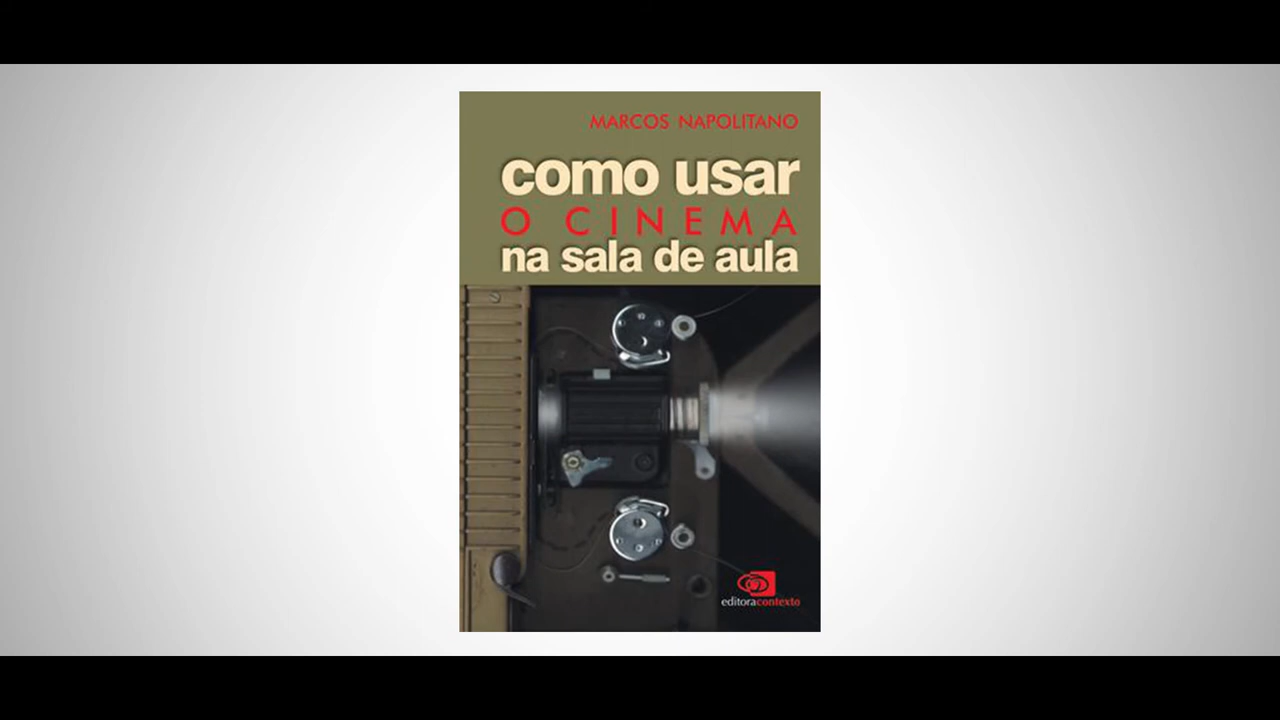 MARCOS NAPOLITANO
como usar
O CINEMA
na sala de aula
editoracontexto